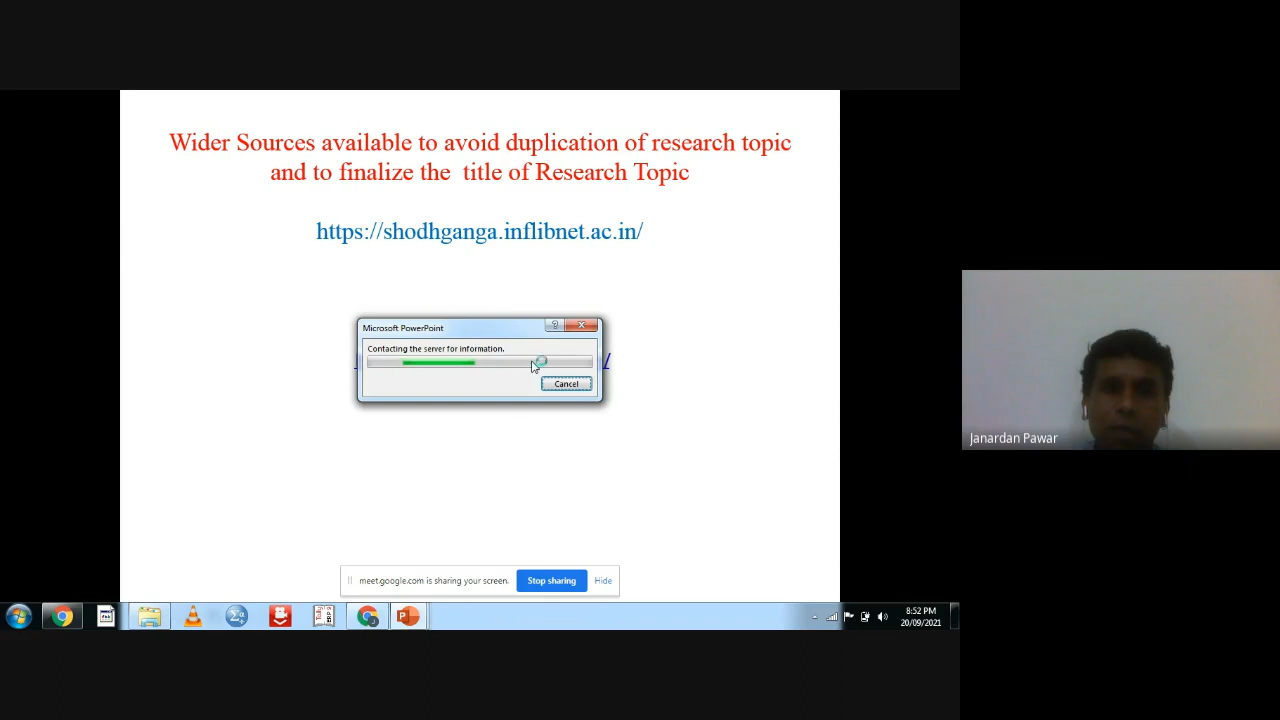 Wider Sources available to avoid duplication of research topic
and to finalize the title of Research Topic
https://shodhganga.inflibnet.ac.in/
Microsoft PowerPoint
Contacting the server for information.
/
Cancel
Janardan Pawar
meet.google.com is sharing your screen.
Stop sharing
Hide
8:52 PM
20/09/2021